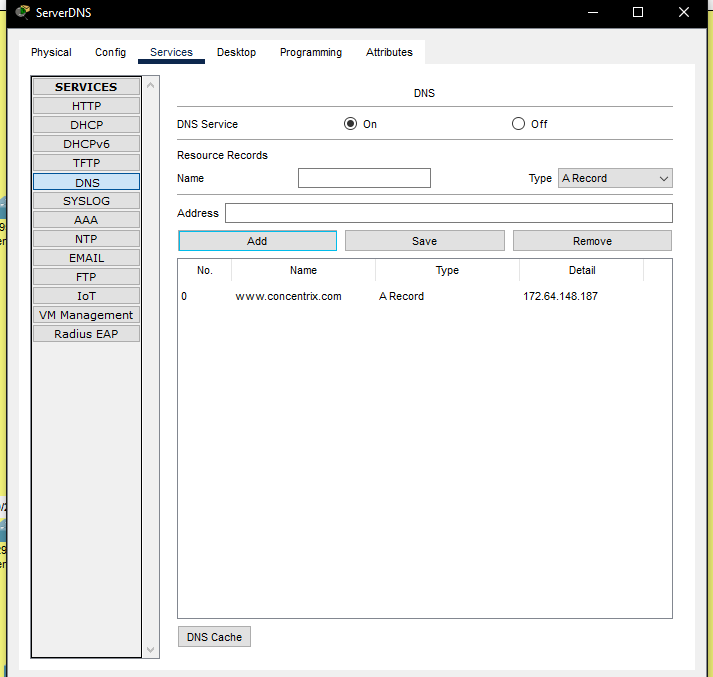 ServerDNS
Physical Config Services Desktop Programming Attributes
SERVICES
HTTP
DHCP
DHCPv6
TFTP
DNS
SYSLOG
AAA
NTP
EMAIL
FTP
IoT
VM Management
Radius EAP
DNS
DNS Service On Off
Resource Records
Name Type A Record
Address
Add Save Remove
No. Name Type Detail
0 www.concentrix.com A Record 172.64.148.187
DNS Cache